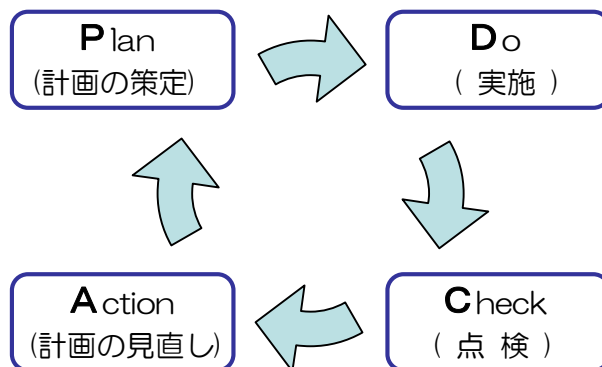 Plan
(計画の策定)
Do
( 実施 )
Action
(計画の見直し)
Check
( 点 検 )